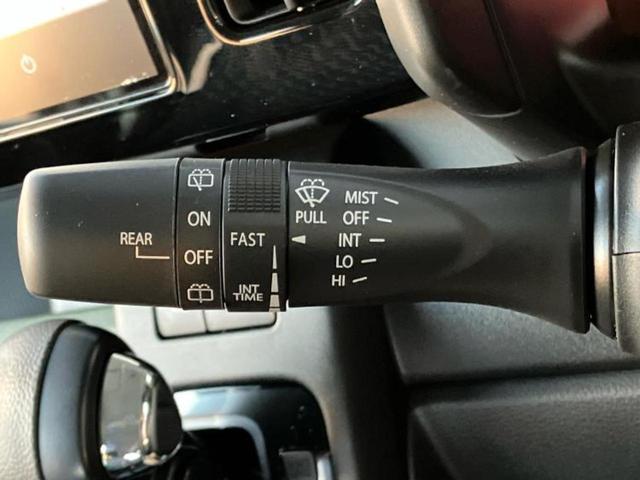 REAR
ON
OFF
FAST
INT
TIME
PULL
MIST
OFF
INT
LO
HI